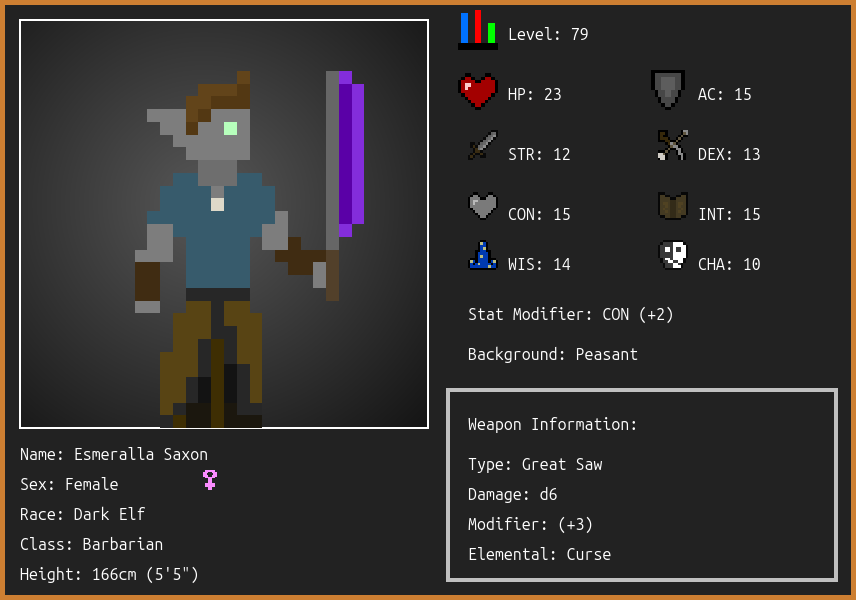 Level: 79
HP: 23
AC: 15
STR: 12
DEX: 13
CON: 15
INT: 15
WIS: 14
CHA: 10
Stat Modifier: CON (+2)
Background: Peasant
Weapon Information:
Type: Great Saw
Damage: d6
Modifier: (+3)
Elemental: Curse
Name: Esmeralla Saxon
Sex: Female
Race: Dark Elf
Class: Barbarian
Height: 166cm (5'5")